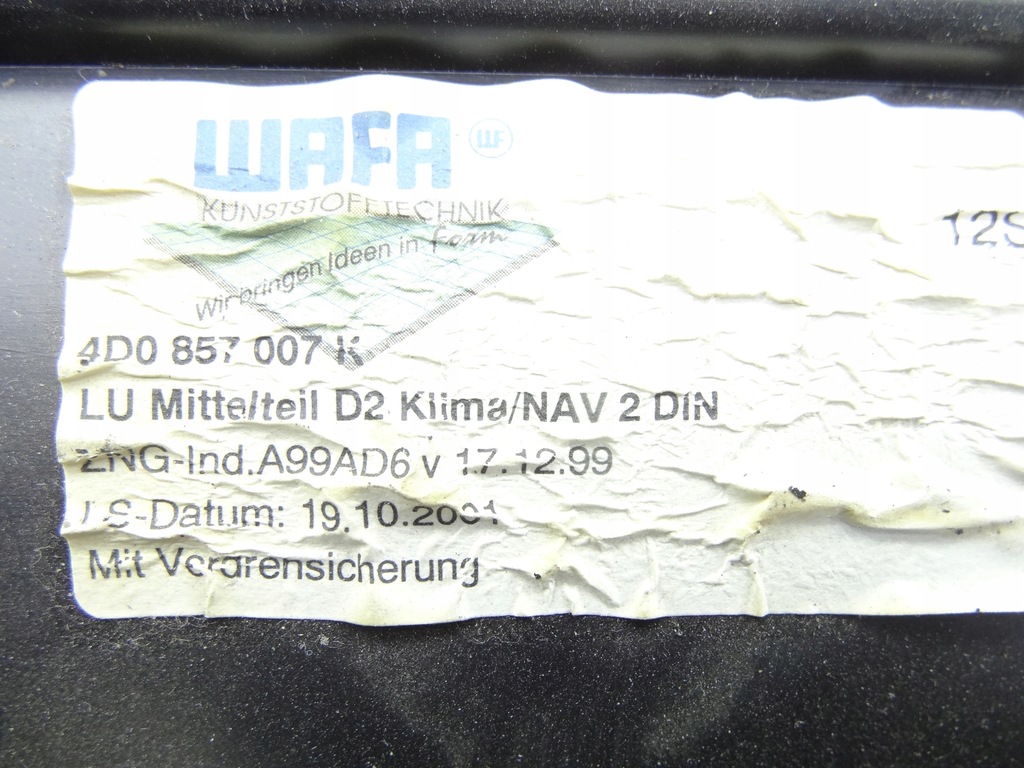 WAFA
KUNSTSTOFFTECHNIK
Wir bringen Ideen in Form
12S
4D0 857 007 K
LU Mittelteil D2 Klima/NAV 2 DIN
ZNG-Ind.A99AD6 v 17.12.99
LS-Datum: 19.10.2001
Mit